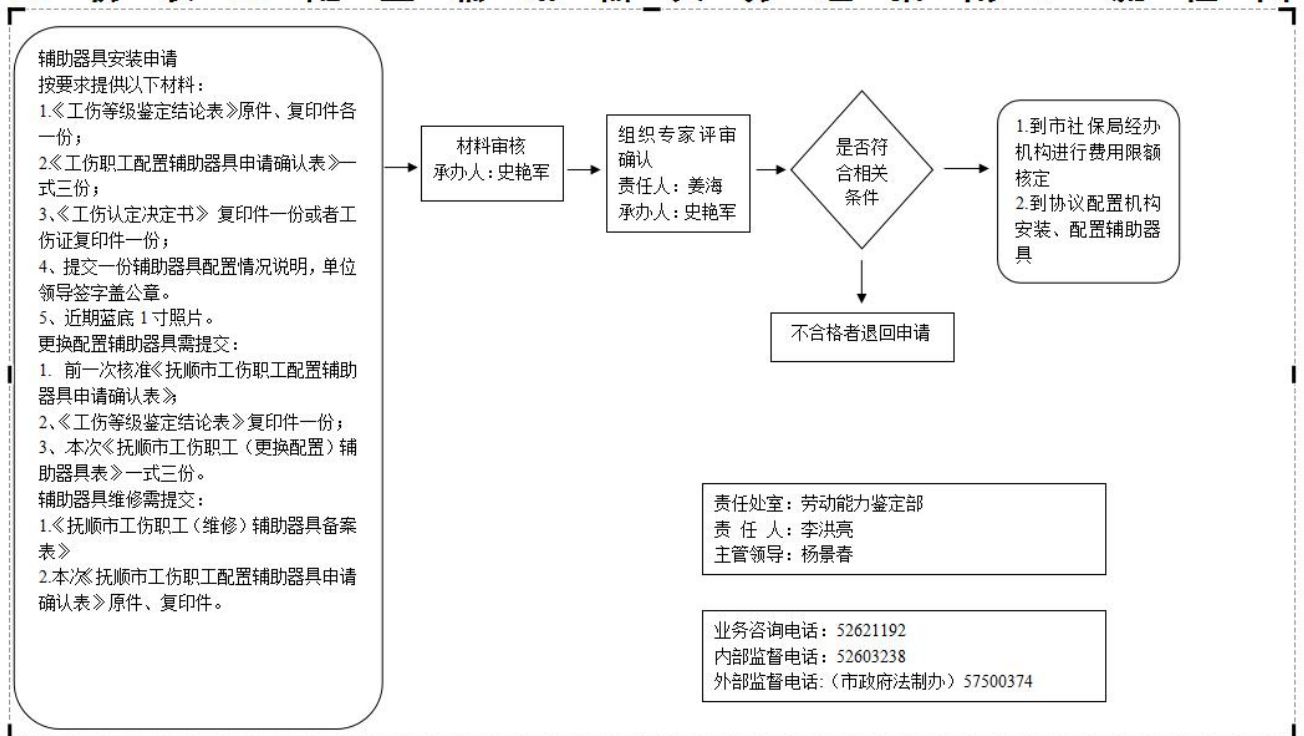 辅助器具安装申请
按要求提供以下材料：
1.《工伤等级鉴定结论表》原件、复印件各
一份；
2.《工伤职工配置辅助器具申请确认表》一
式三份；
3、《工伤认定决定书》 复印件一份或者工
伤证复印件一份；
4、提交一份辅助器具配置情况说明，单位
领导签字盖公章。
5、近期蓝底1寸照片。
更换配置辅助器具需提交：
1. 前一次核准《抚顺市工伤职工配置辅助
器具申请确认表》；
2、《工伤等级鉴定结论表》复印件一份；
3、本次《抚顺市工伤职工（更换配置）辅
助器具表》一式三份。
辅助器具维修需提交：
1.《抚顺市工伤职工（维修）辅助器具备案
表》
2.本次《抚顺市工伤职工配置辅助器具申请
确认表》原件、复印件。
材料审核
承办人：史艳军
组织专家评审
确认
责任人：姜海
承办人：史艳军
是否符
合相关
条件
1.到市社保局经办
机构进行费用限额
核定
2.到协议配置机构
安装、配置辅助器
具
不合格者退回申请
责任处室：劳动能力鉴定部
责 任 人：李洪亮
主管领导：杨景春
业务咨询电话：52621192
内部监督电话：52603238
外部监督电话:（市政府法制办）57500374